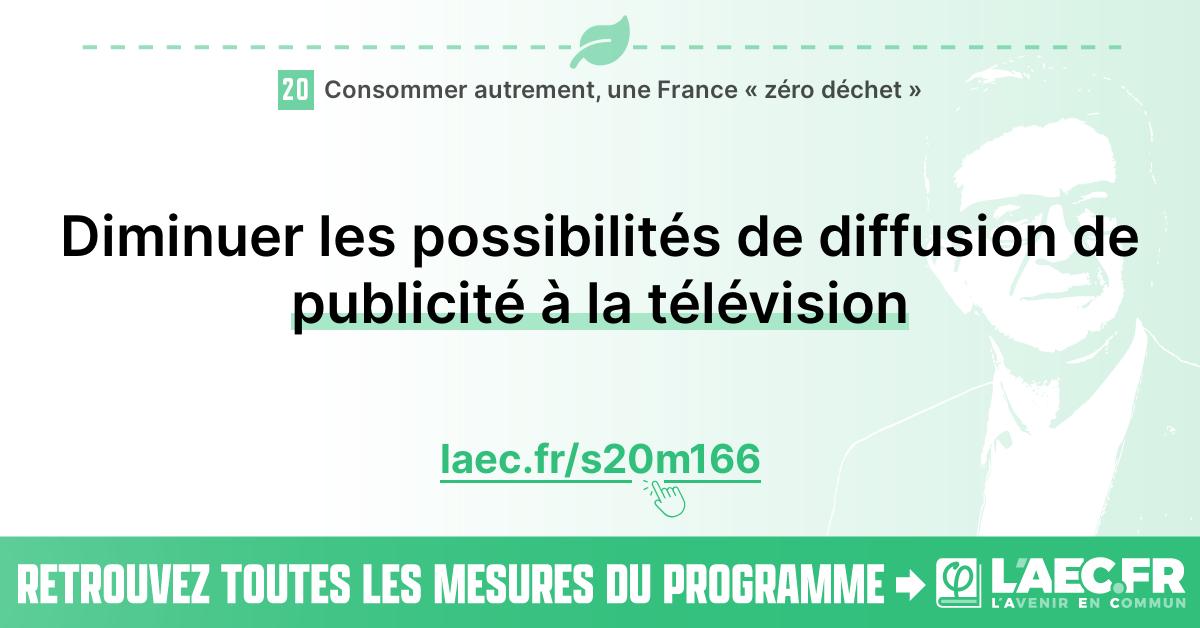 20 Consommer autrement, une France « zéro déchet »
Diminuer les possibilités de diffusion de
publicité à la télévision
laec.fr/s20m166
RETROUVEZ TOUTES LES MESURES DU PROGRAMME
φ L'AEC.FR
L'AVENIR EN COMMUN